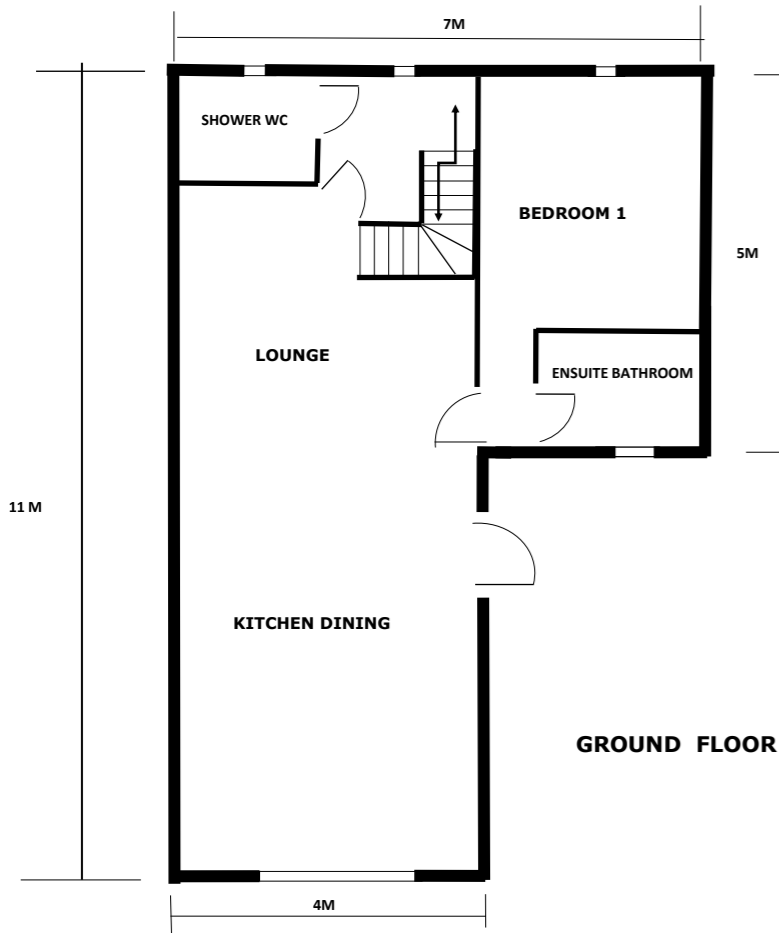 7M
SHOWER WC
BEDROOM 1
5M
LOUNGE
ENSUITE BATHROOM
11 M
KITCHEN DINING
GROUND FLOOR
4M